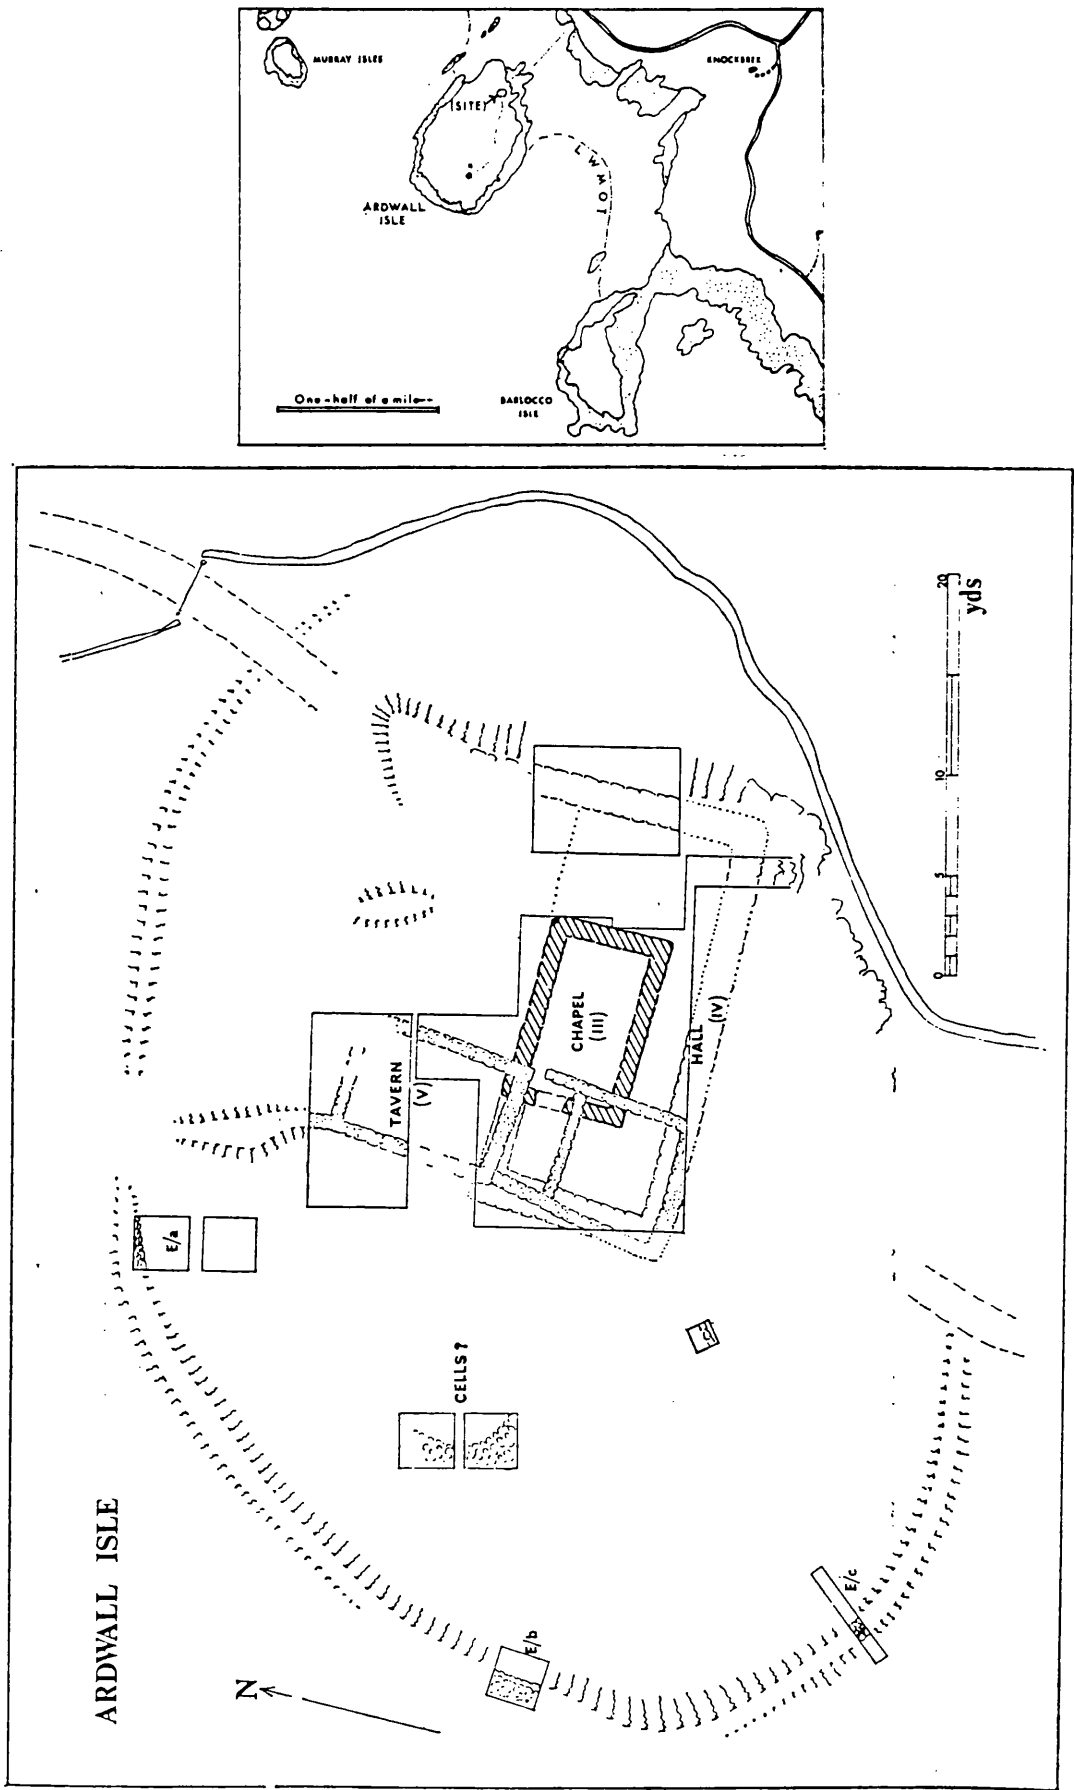 MURRAY ISLES
KNOCKBREX
(SITE)
LWMOT
ARDWALL
ISLE
One-half of a mile
BARLOCCO
ISLE
ARDWALL ISLE
N
E/a
E/b
E/c
CELLS?
TAVERN
(V)
CHAPEL
(III)
HALL (IV)
0 5 10 20
yds